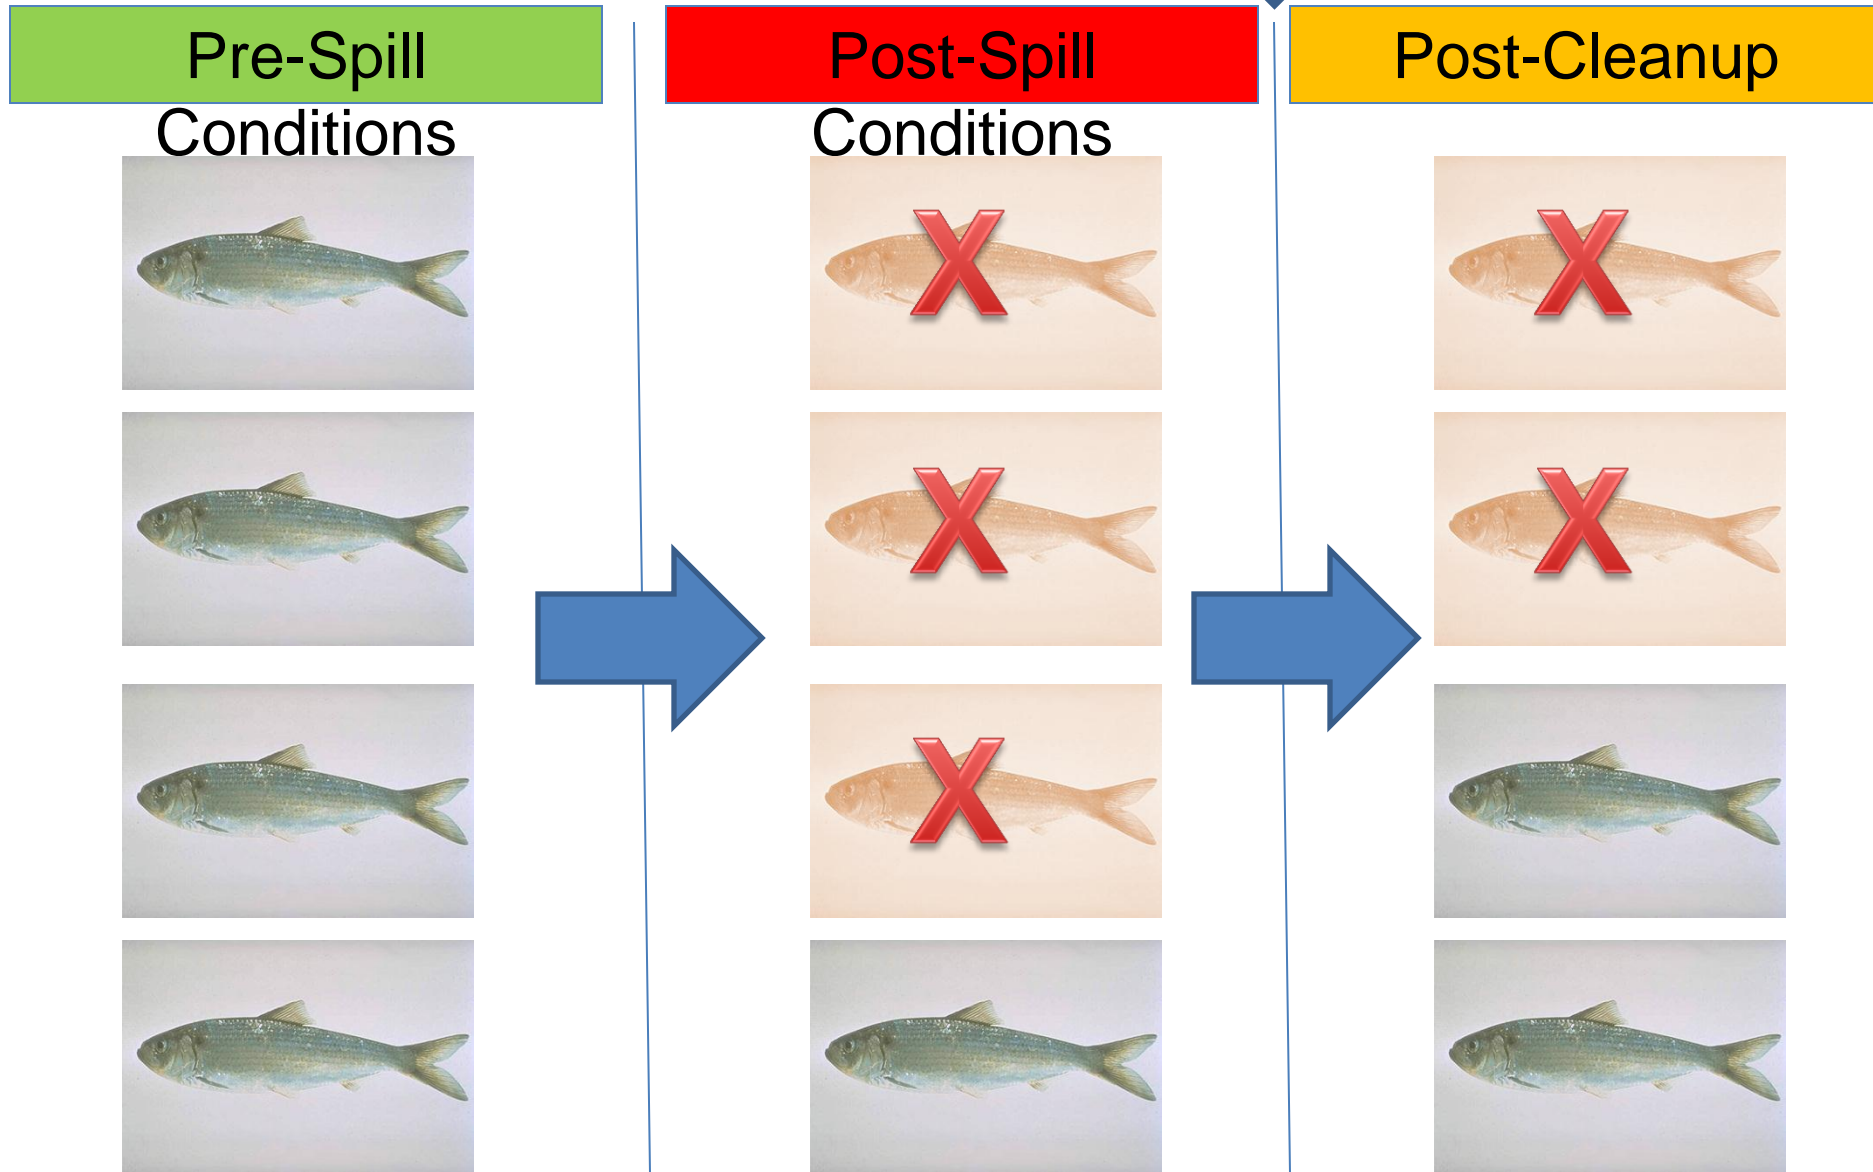 Pre-Spill
Conditions
Post-Spill
Conditions
Post-Cleanup
X
X
X
X
X